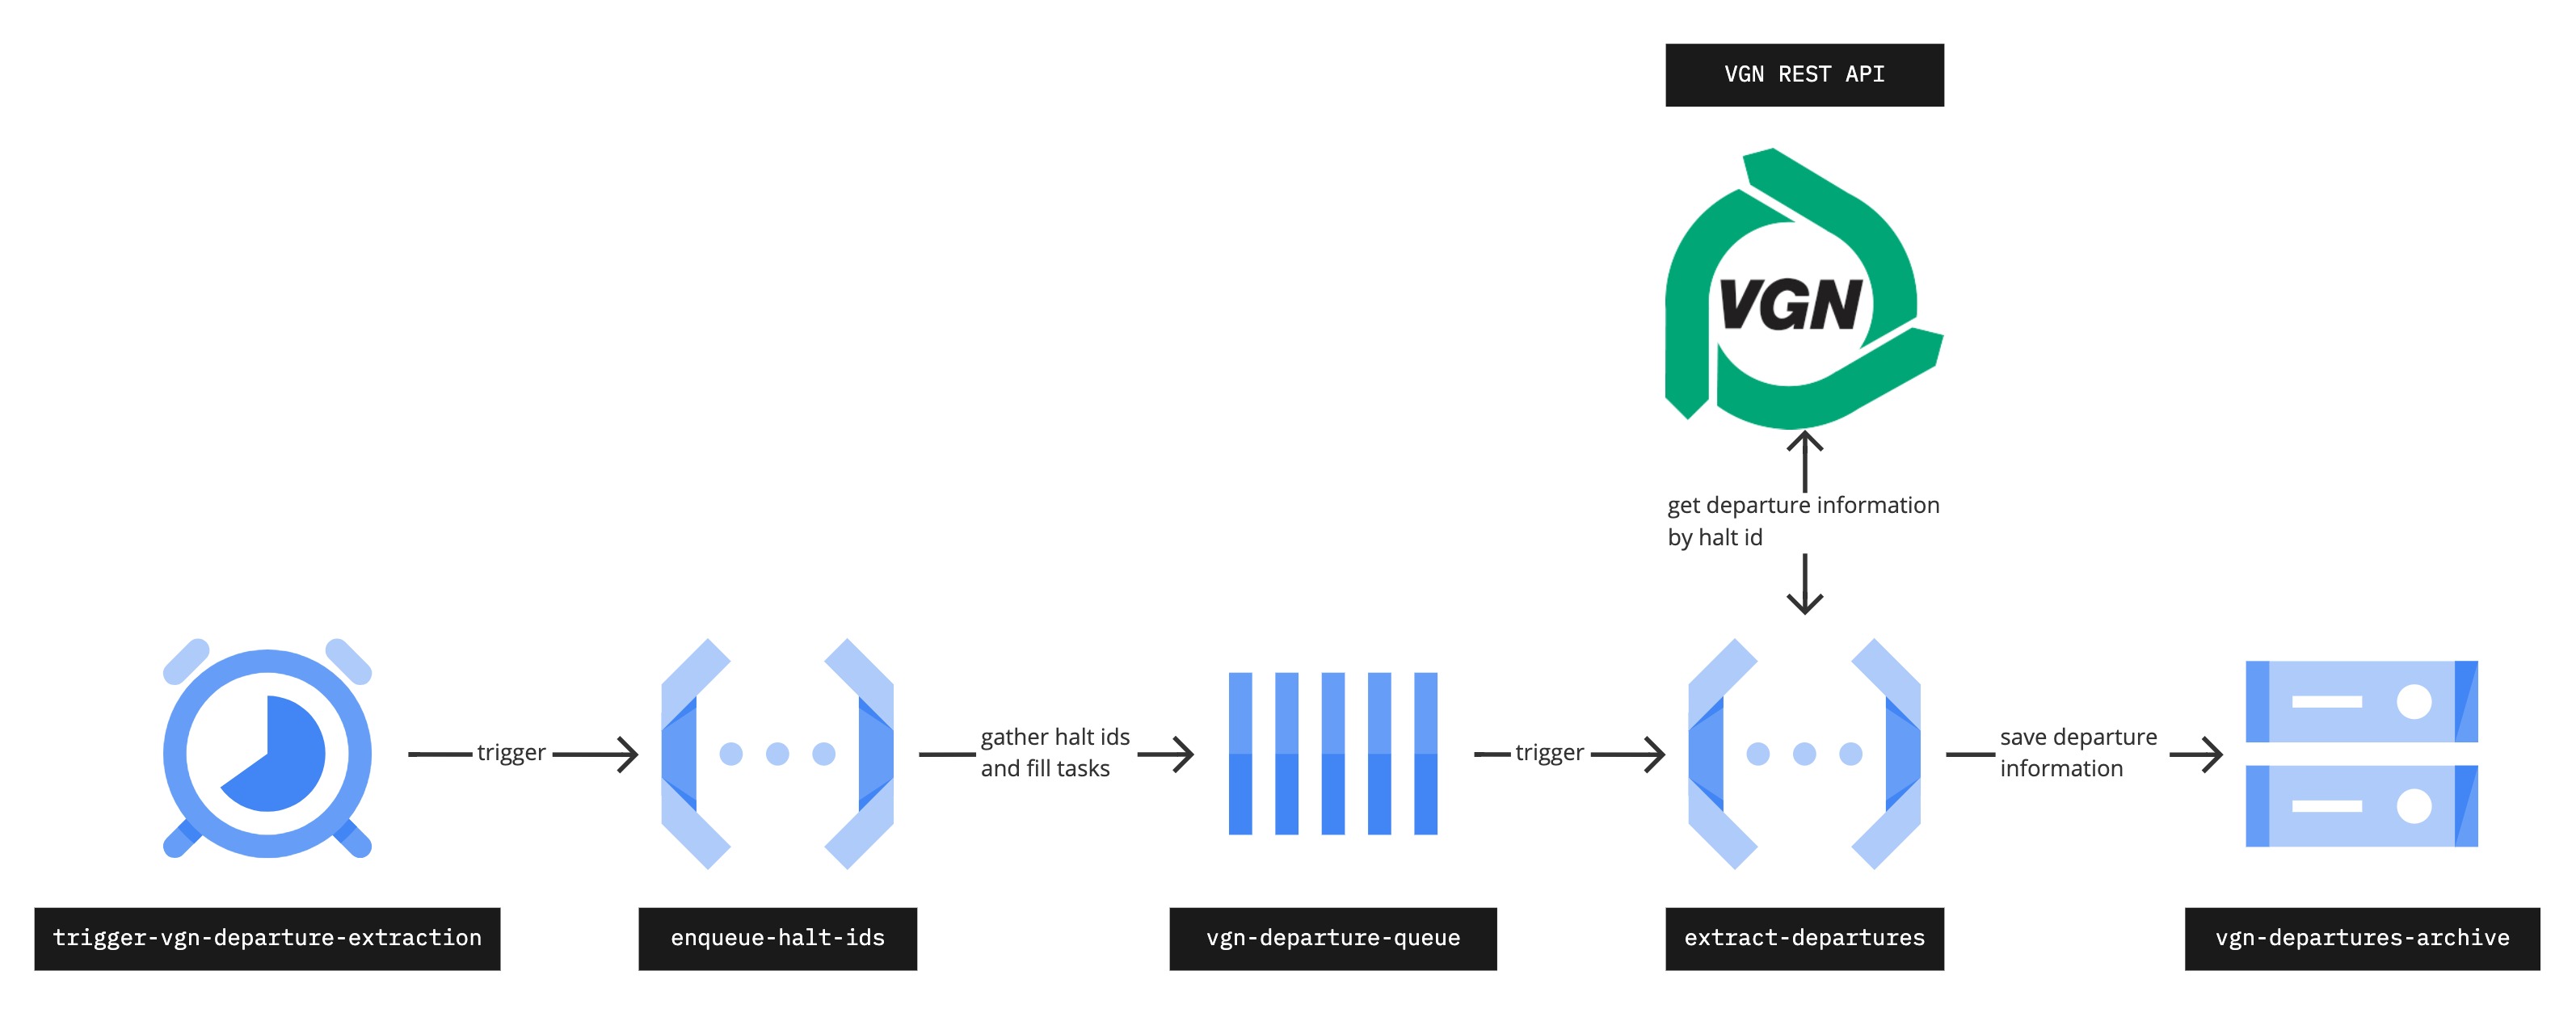 VGN REST API
VGN
get departure information
by halt id
trigger
gather halt ids
and fill tasks
trigger
save departure
information
trigger-vgn-departure-extraction
enqueue-halt-ids
vgn-departure-queue
extract-departures
vgn-departures-archive